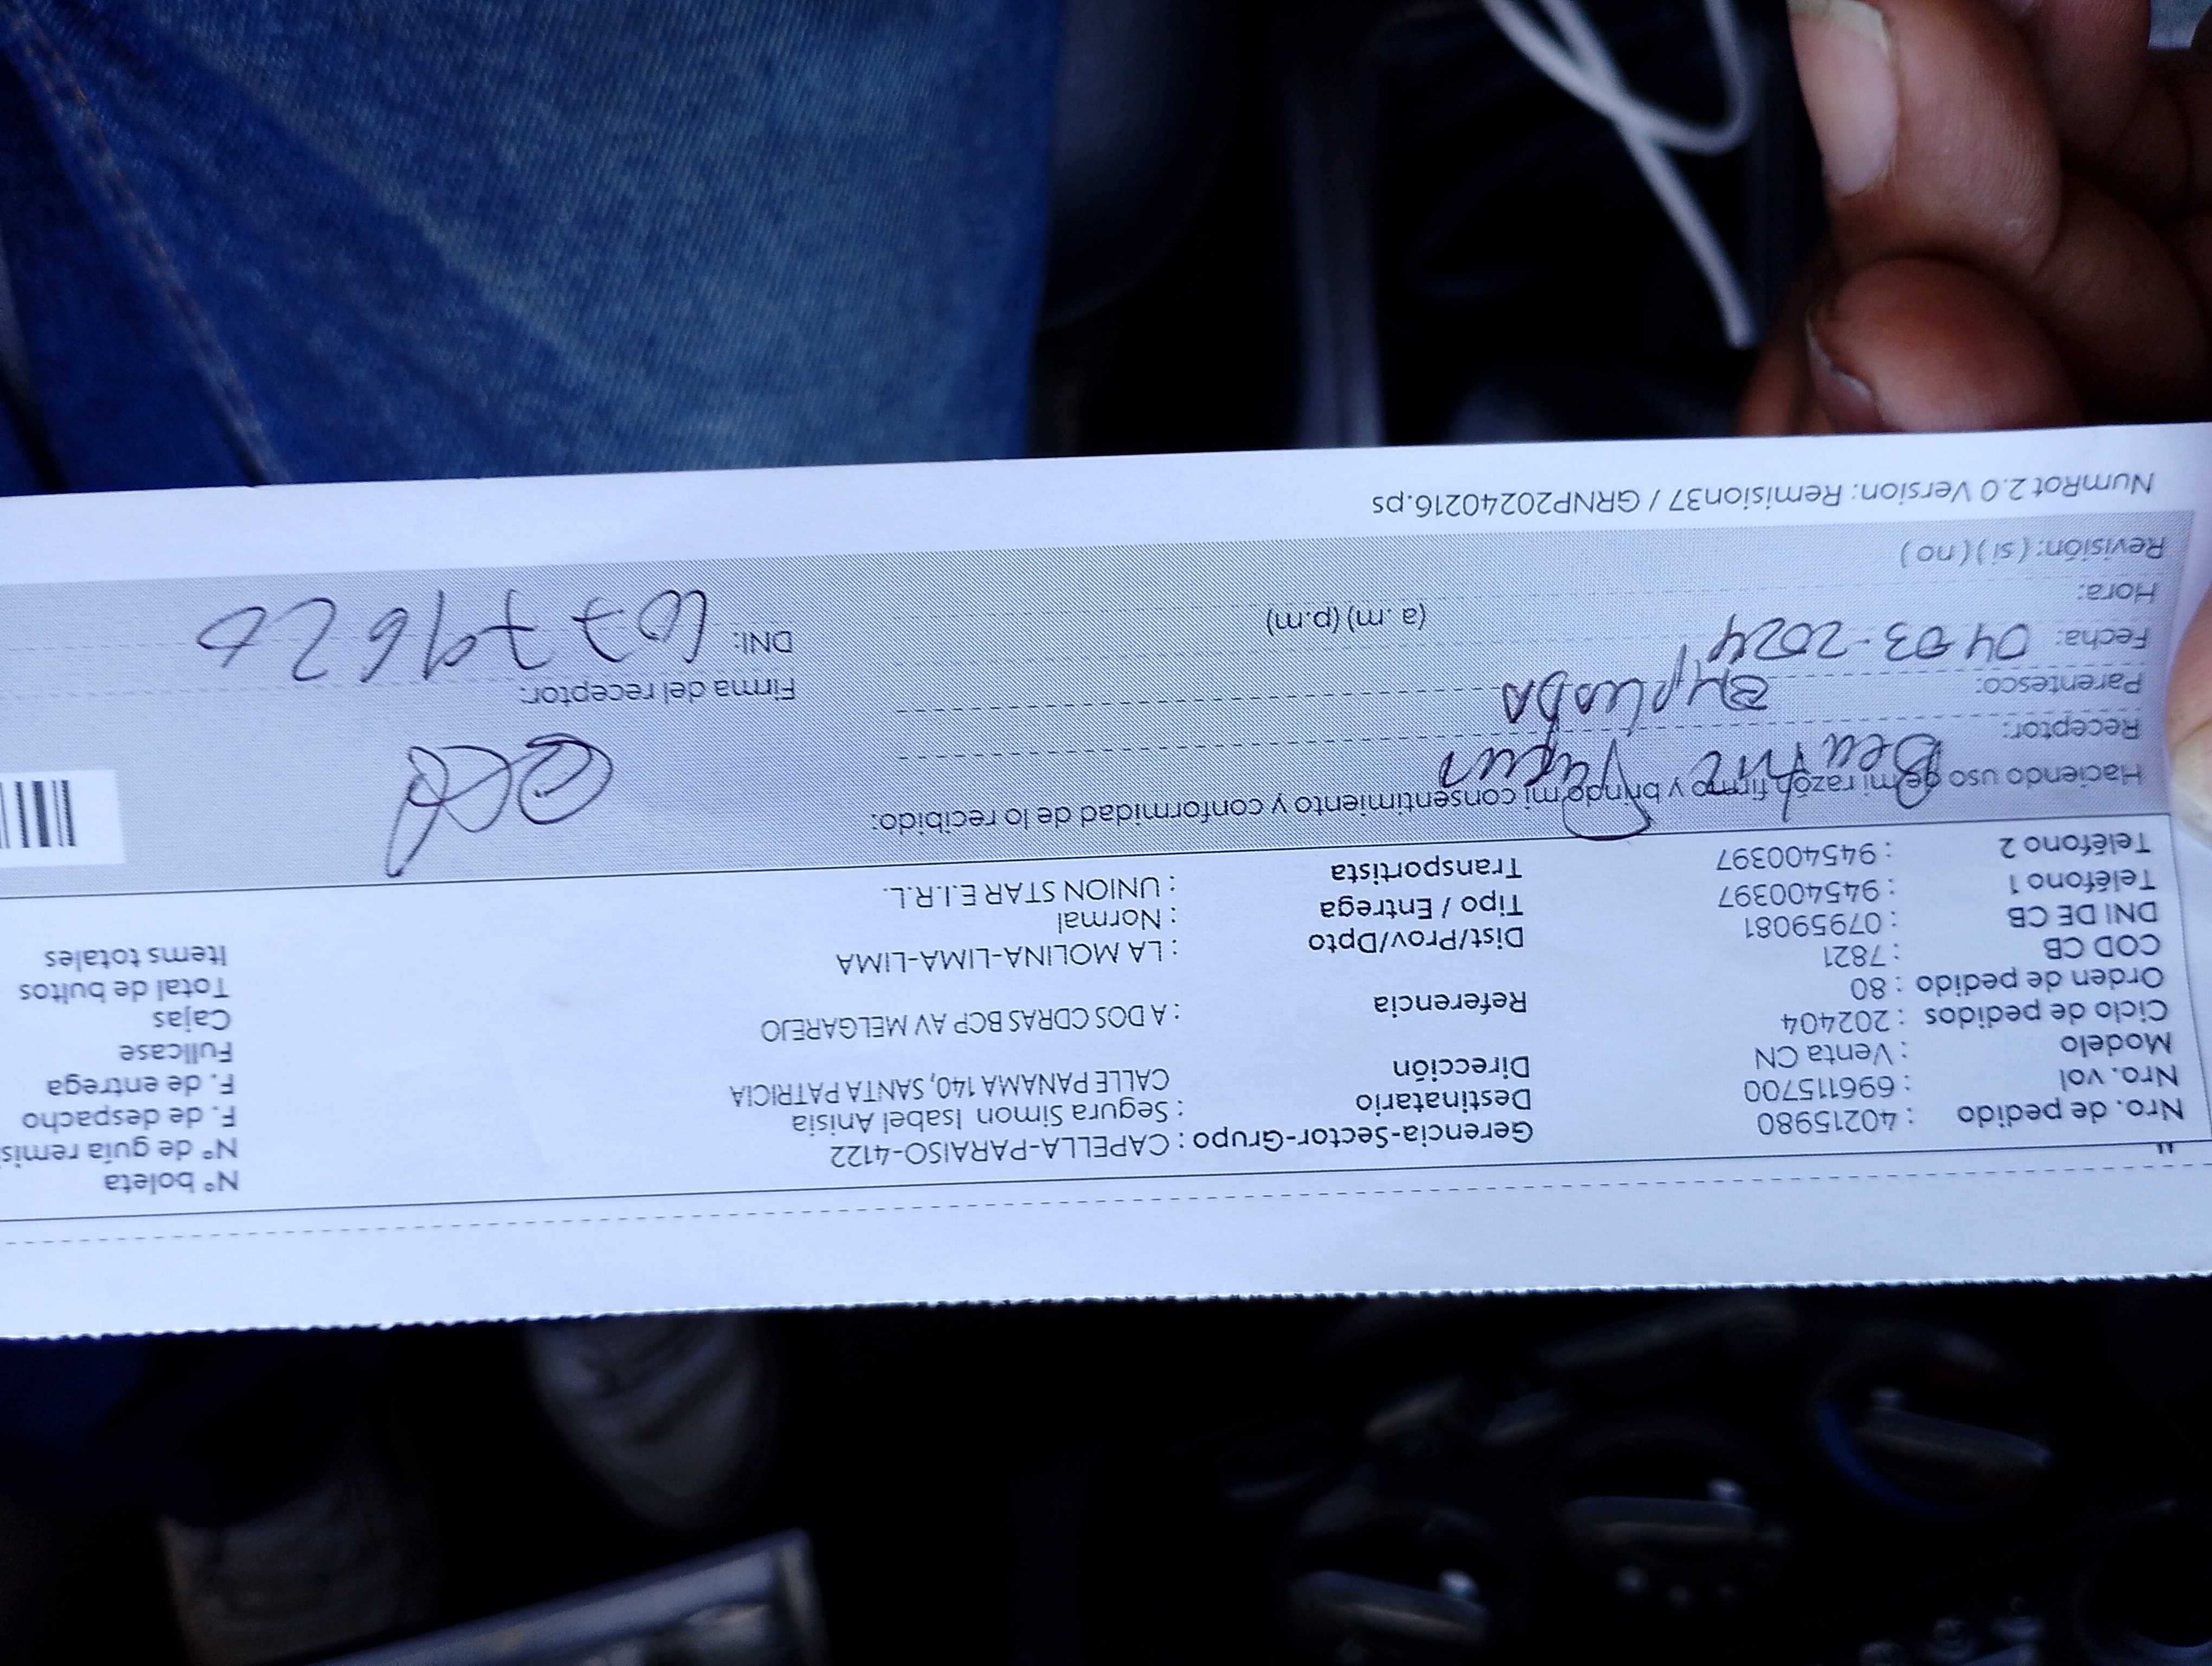 Nro. de pedido : 40215980 Gerencia-Sector-Grupo : CAPELLA-PARAISO-4122 N° boleta
Nro. vol : 696115700 Destinatario : Segura Simon Isabel Anisia N° de guía remis
Modelo : Venta CN Dirección CALLE PANAMA 140, SANTA PATRICIA F. de despacho
Ciclo de pedidos : 202404 F. de entrega
Orden de pedido : 80 Referencia : A DOS CDRAS BCP AV MELGAREJO Fullcase
COD CB : 7821 Cajas
DNI DE CB : 07959081 Dist/Prov/Dpto : LA MOLINA-LIMA-LIMA Total de bultos
Teléfono 1 : 945400397 Tipo / Entrega : Normal Items totales
Teléfono 2 : 945400397 Transportista : UNION STAR E.I.R.L.
Haciendo uso de mi razón firmo y brindo mi consentimiento y conformidad de lo recibido:
Receptor: Beatriz
Parentesco: Firma del receptor:
Fecha: 04 03-2024 DNI:
Hora: (a. m) (p.m)
Revisión: ( si ) ( no )
NumRot 2.0 Version: Remision37 / GRNP20240216.ps